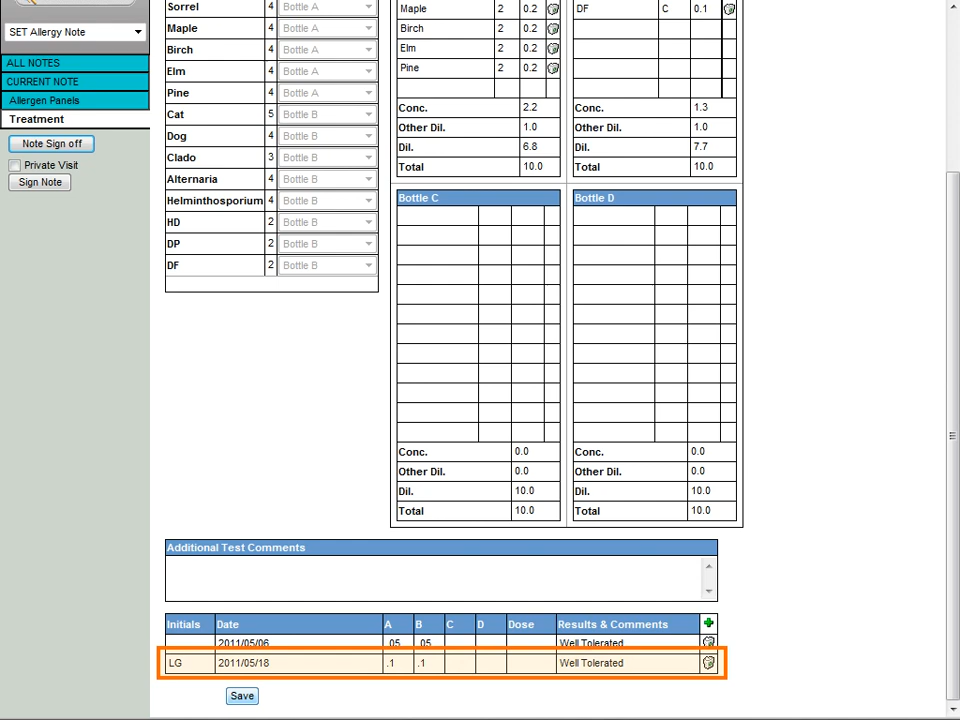 SET Allergy Note
ALL NOTES
CURRENT NOTE
Allergen Panels
Treatment
Note Sign off
Private Visit
Sign Note
Sorrel 4 Bottle A
Maple 4 Bottle A
Birch 4 Bottle A
Elm 4 Bottle A
Pine 4 Bottle A
Cat 5 Bottle B
Dog 4 Bottle B
Clado 3 Bottle B
Alternaria 4 Bottle B
Helminthosporium 4 Bottle B
HD 2 Bottle B
DP 2 Bottle B
DF 2 Bottle B
Maple 2 0.2
Birch 2 0.2
Elm 2 0.2
Pine 2 0.2
Conc. 2.2
Other Dil. 1.0
Dil. 6.8
Total 10.0
DF C 0.1
Conc. 1.3
Other Dil. 1.0
Dil. 7.7
Total 10.0
Bottle C
Conc. 0.0
Other Dil. 0.0
Dil. 10.0
Total 10.0
Bottle D
Conc. 0.0
Other Dil. 0.0
Dil. 10.0
Total 10.0
Additional Test Comments
Initials Date A B C D Dose Results & Comments
2011/05/06 .05 .05 Well Tolerated
LG 2011/05/18 .1 .1 Well Tolerated
Save